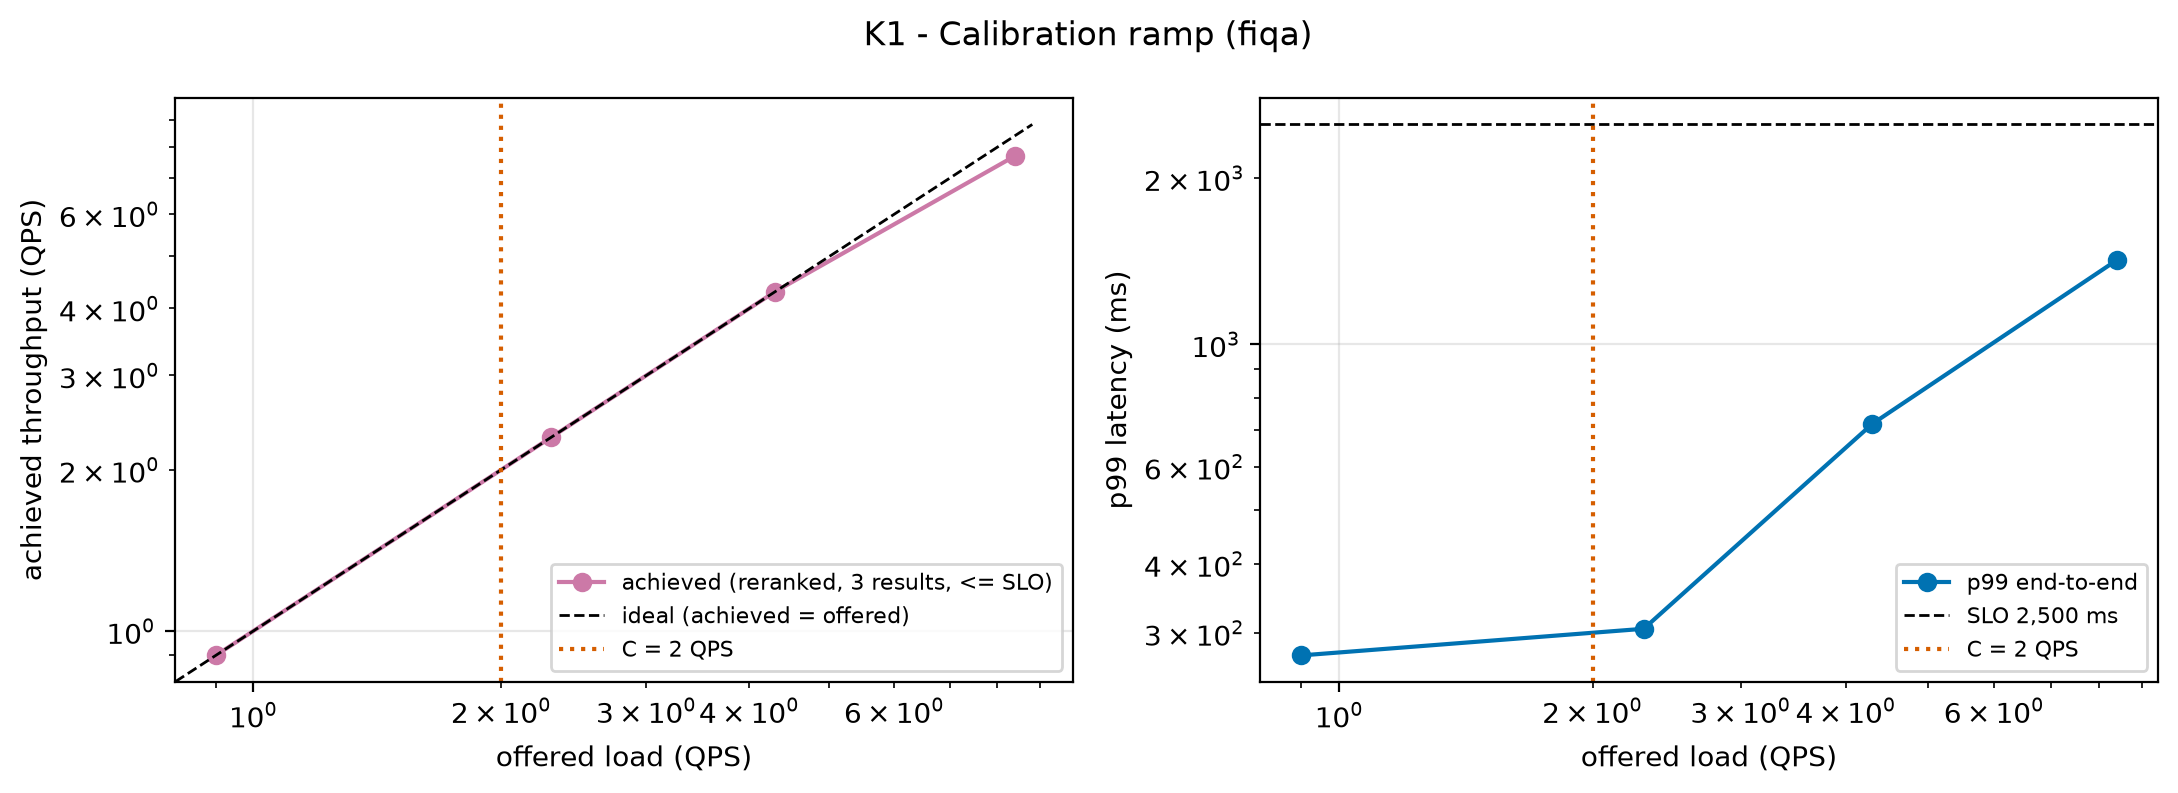 K1 - Calibration ramp (fiqa)
achieved throughput (QPS)
6 × 10⁰
4 × 10⁰
3 × 10⁰
2 × 10⁰
10⁰
achieved (reranked, 3 results, <= SLO)
ideal (achieved = offered)
C = 2 QPS
10⁰ 2 × 10⁰ 3 × 10⁰ 4 × 10⁰ 6 × 10⁰
offered load (QPS)
p99 latency (ms)
2 × 10³
10³
6 × 10²
4 × 10²
3 × 10²
p99 end-to-end
SLO 2,500 ms
C = 2 QPS
10⁰ 2 × 10⁰ 3 × 10⁰ 4 × 10⁰ 6 × 10⁰
offered load (QPS)